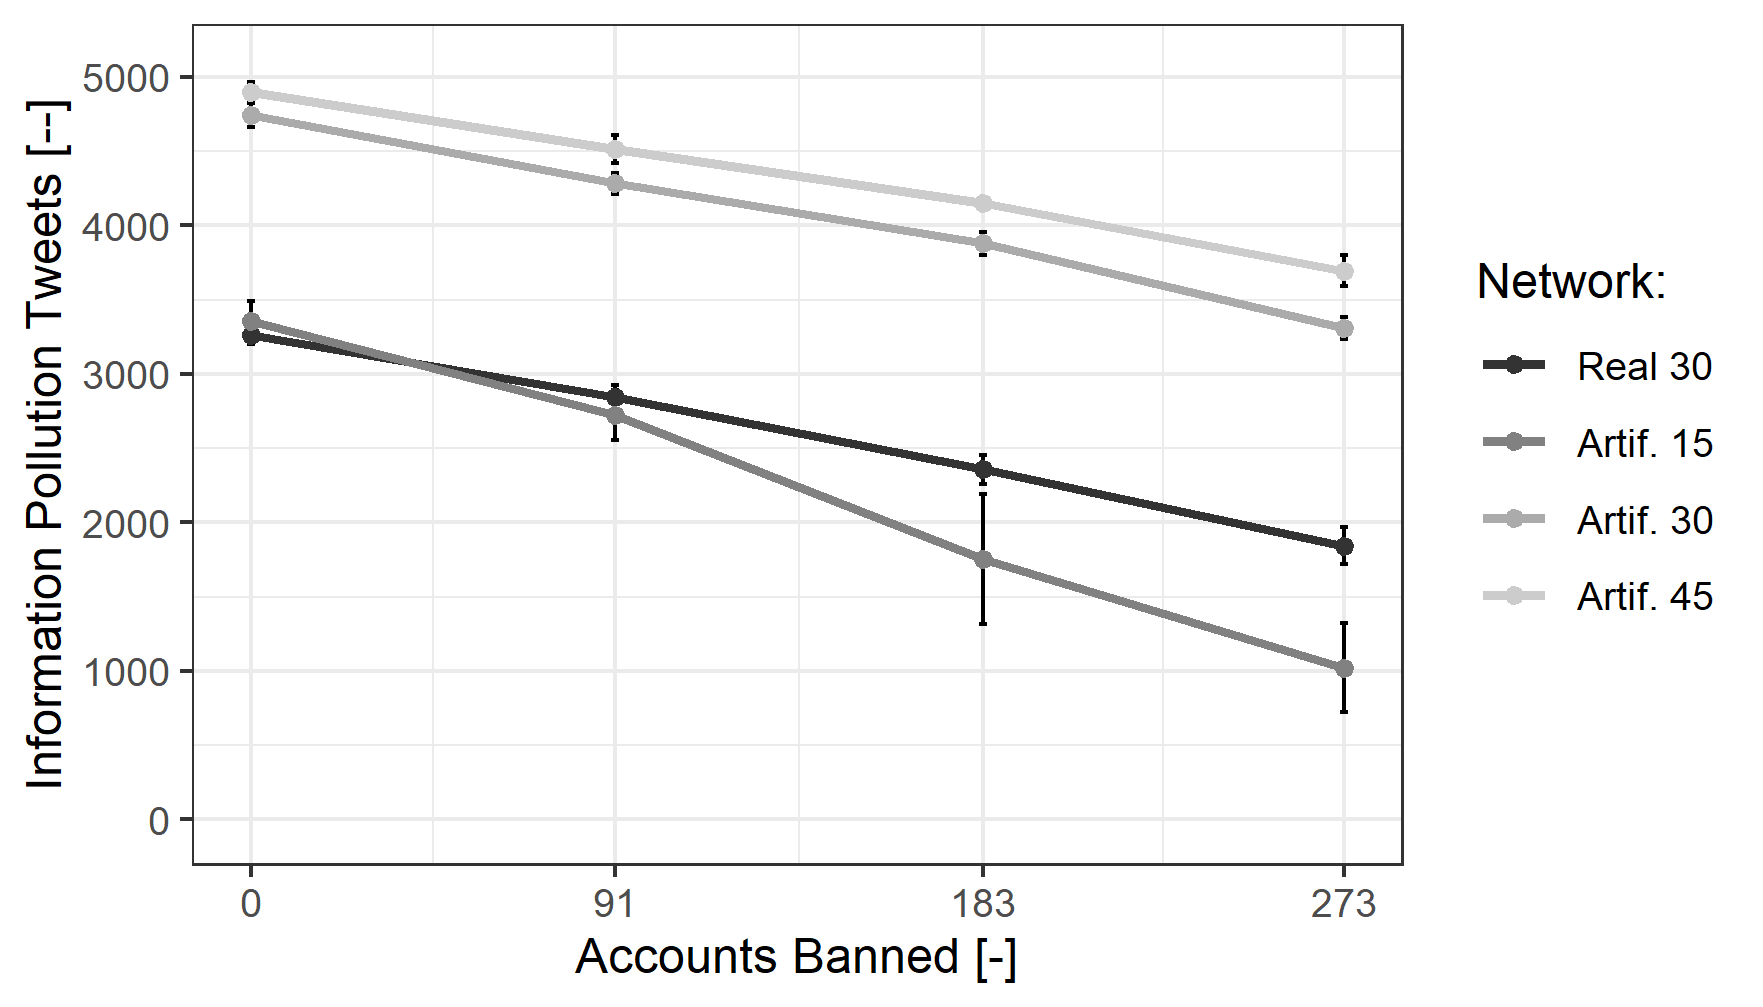 Information Pollution Tweets [--]
5000
4000
3000
2000
1000
0
0 91 183 273
Accounts Banned [-]
Network:
Real 30
Artif. 15
Artif. 30
Artif. 45